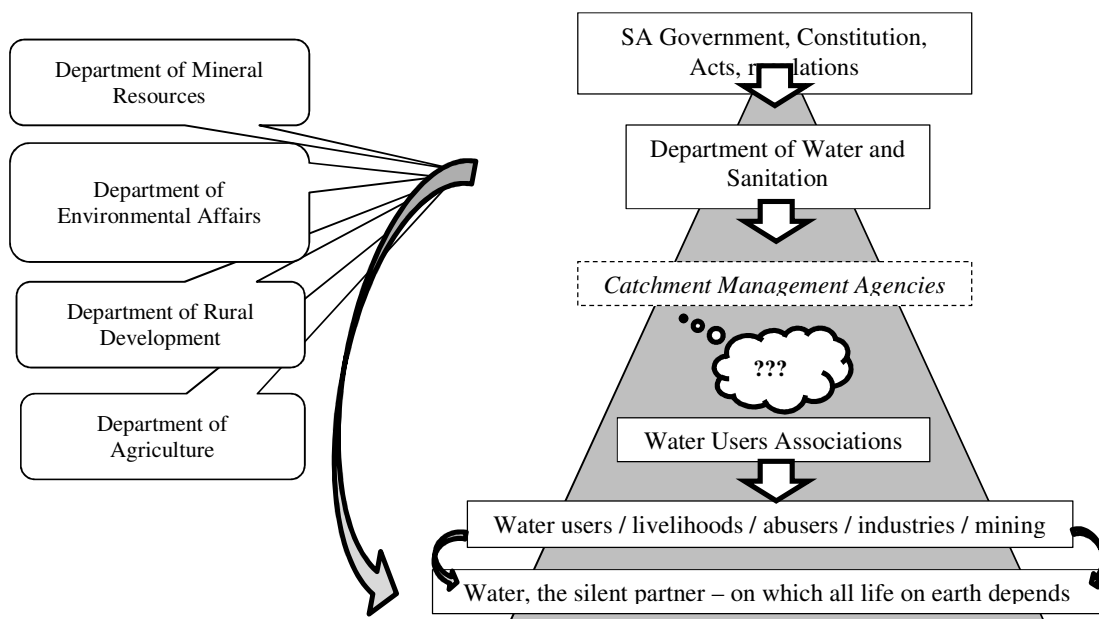 Department of Mineral
Resources
Department of
Environmental Affairs
Department of Rural
Development
Department of
Agriculture
SA Government, Constitution,
Acts, regulations
Department of Water and
Sanitation
Catchment Management Agencies
???
Water Users Associations
Water users / livelihoods / abusers / industries / mining
Water, the silent partner – on which all life on earth depends